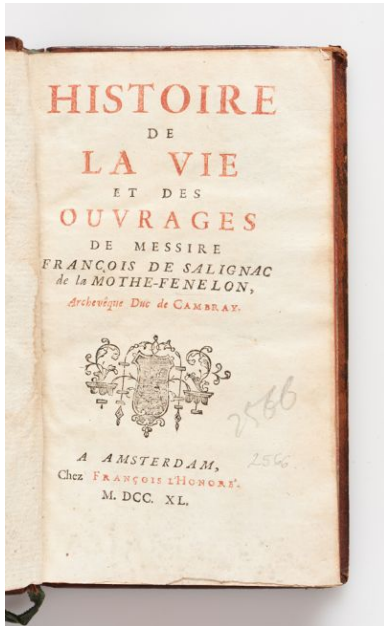 HISTOIRE
DE
LA VIE
ET DES
OUVRAGES
DE MESSIRE
FRANÇOIS DE SALIGNAC
de la MOTHE-FENELON,
Archevêque Duc de CAMBRAY.
2566
A AMSTERDAM,
2566
Chez FRANÇOIS L'HONORE'.
M. DCC. XL.